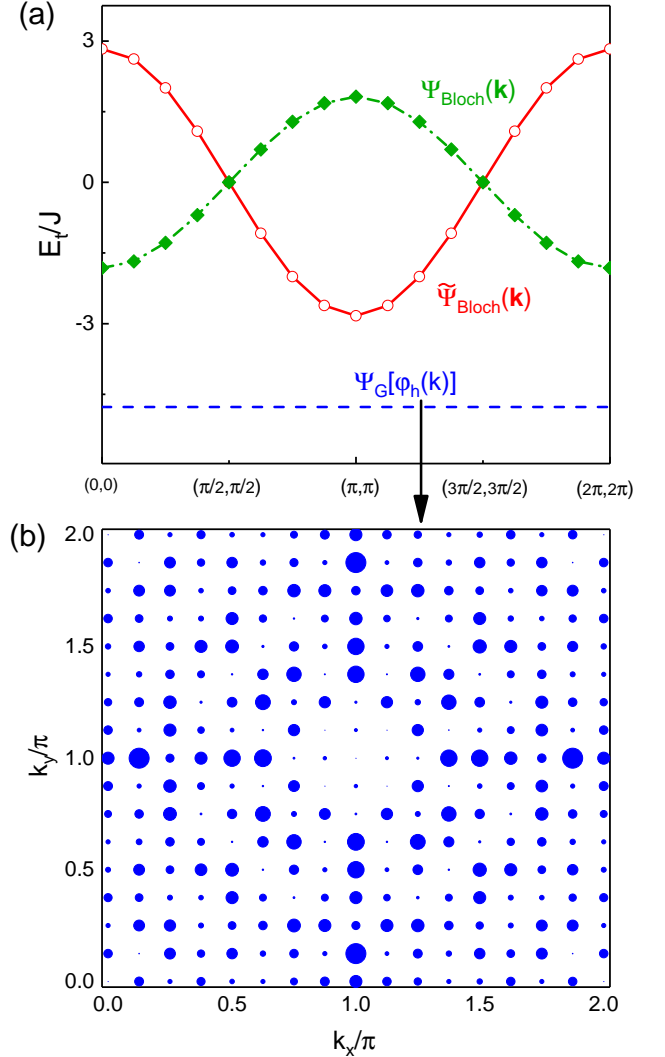 (a)
3
0
-3
E_t/J
Ψ_Bloch(k)
Ψ̃_Bloch(k)
Ψ_G[φ_h(k)]
(0,0)
(π/2,π/2)
(π,π)
(3π/2,3π/2)
(2π,2π)
(b)
2.0
1.5
1.0
0.5
0.0
k_y/π
0.0
0.5
1.0
1.5
2.0
k_x/π